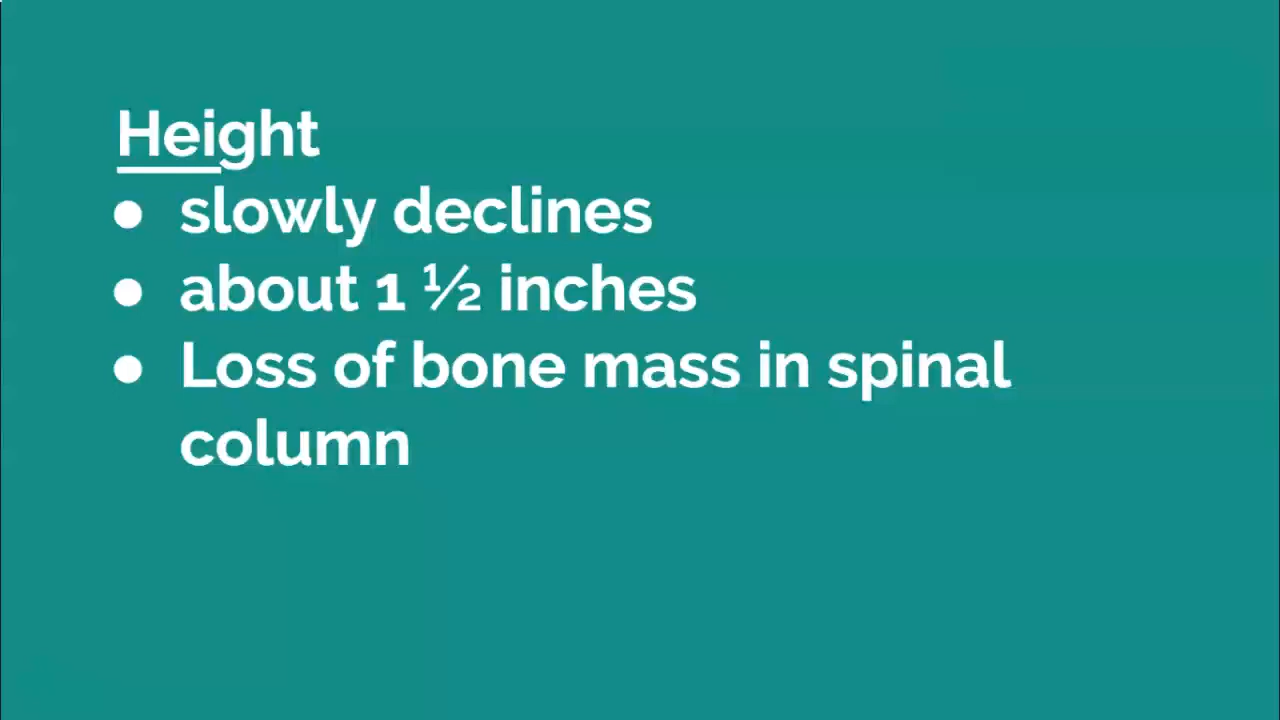 Height
● slowly declines
● about 1 ½ inches
● Loss of bone mass in spinal
column